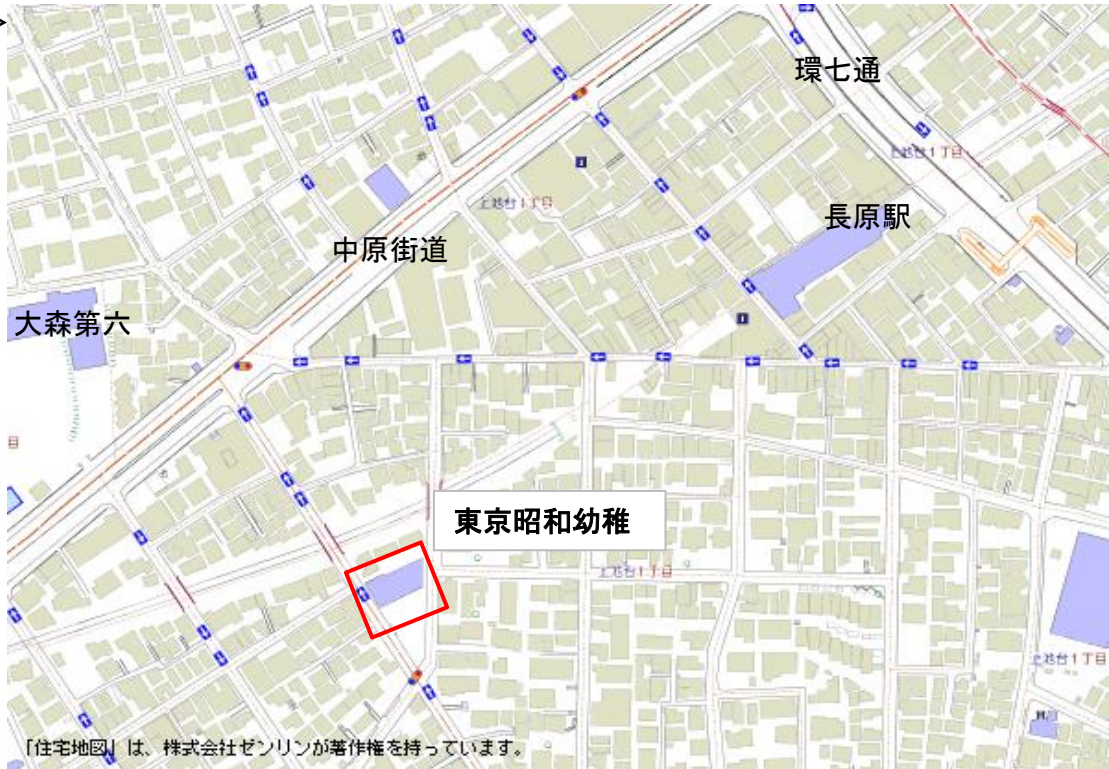 環七通
上池台1丁目
上池台1丁目
長原駅
中原街道
大森第六
目
東京昭和幼稚
上池台1丁目
上池台1丁目
「住宅地図」は、株式会社ゼンリンが著作権を持っています。